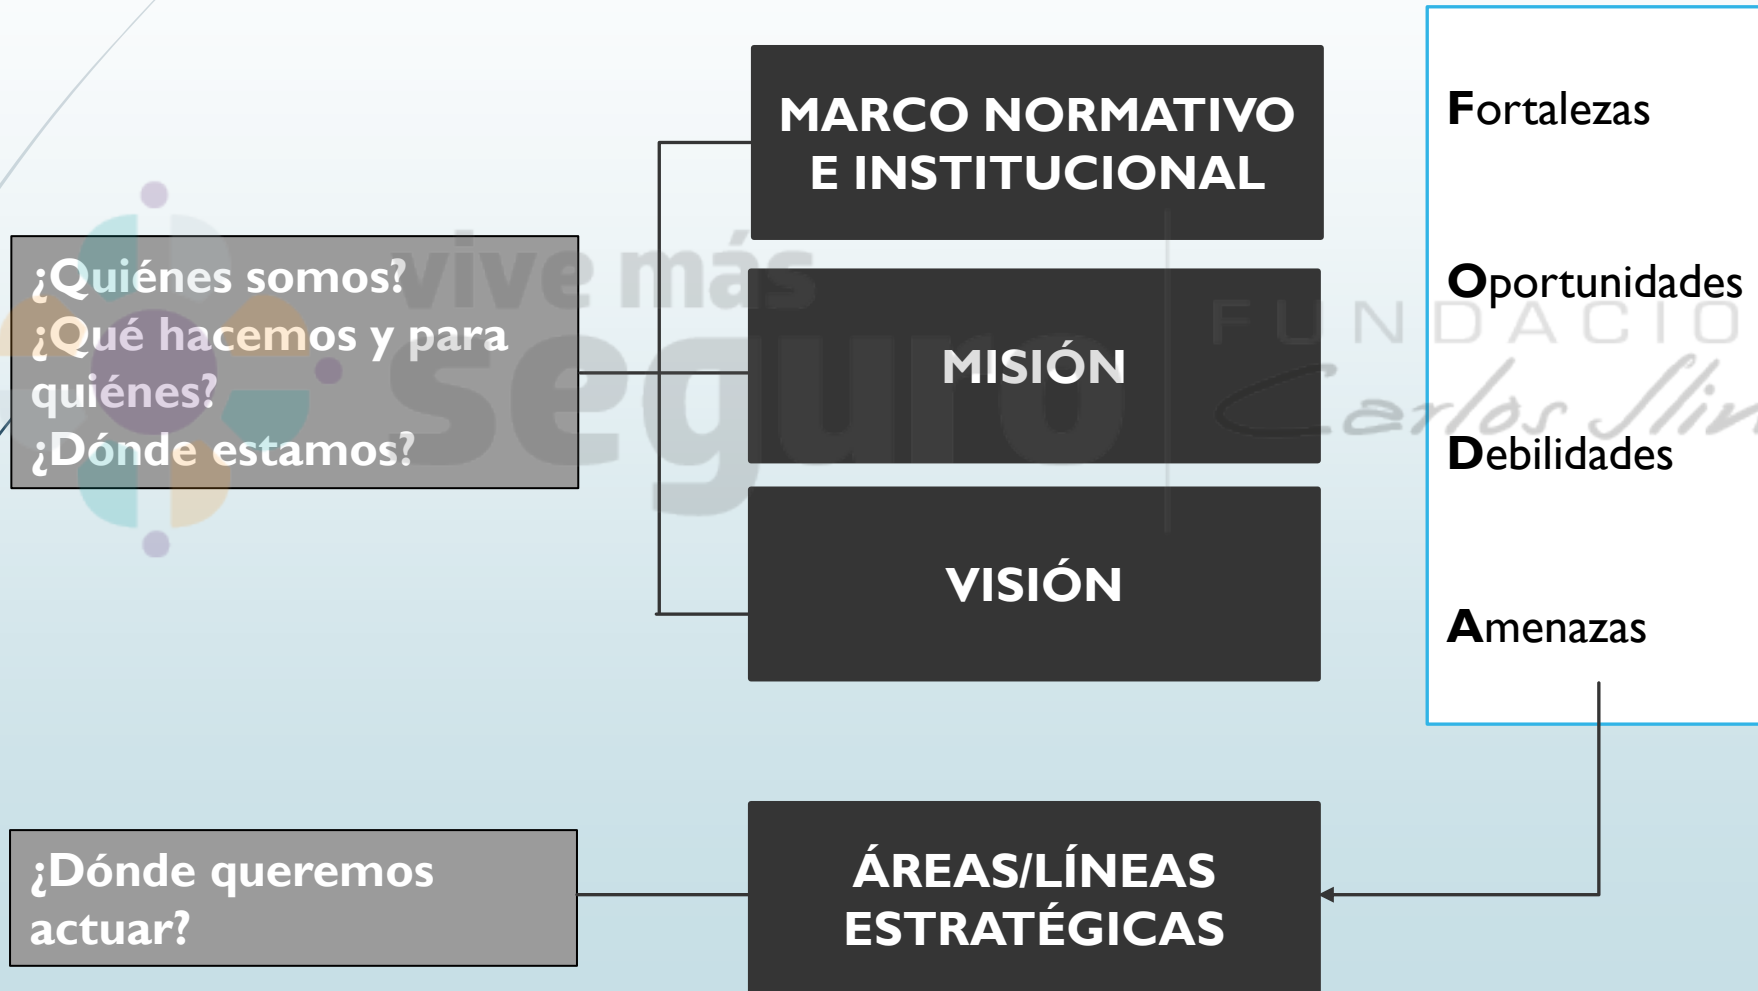 MARCO NORMATIVO
E INSTITUCIONAL
¿Quiénes somos?
¿Qué hacemos y para
quiénes?
¿Dónde estamos?
MISIÓN
VISIÓN
Fortalezas
Oportunidades
Debilidades
Amenazas
¿Dónde queremos
actuar?
ÁREAS/LÍNEAS
ESTRATÉGICAS
vive más
seguro
FUNDACIO
Carlos Slim